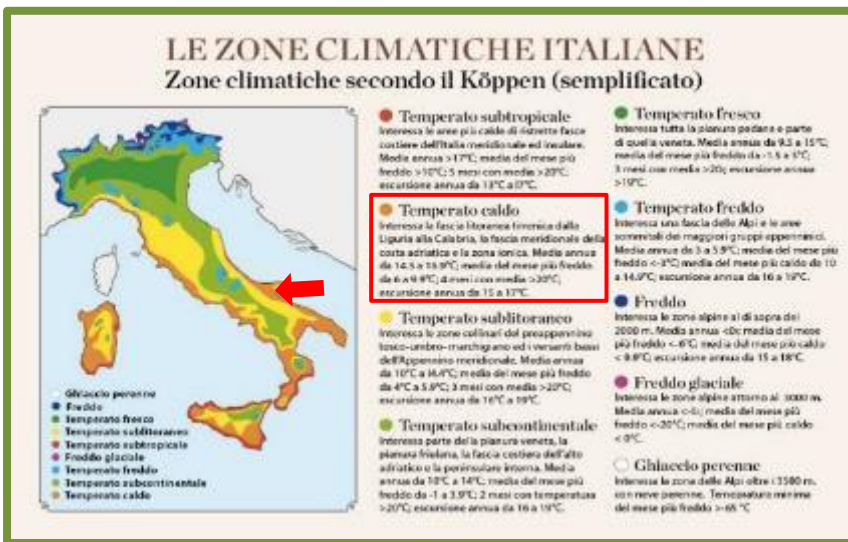 LE ZONE CLIMATICHE ITALIANE
Zone climatiche secondo il Köppen (semplificato)
Temperato subtropicale
Interessa le aree più calde di ristrette fasce
costiere dell'Italia meridionale ed insulare.
Media annua >17°C; media del mese più
freddo >10°C; 5 mesi con media >20°C;
escursione annua da 13°C a 17°C.
Temperato caldo
Interessa la fascia litoranea tirrenica dalla
Liguria alla Calabria, la fascia meridionale della
costa adriatica e la zona ionica. Media annua
da 14.5 a 16.9°C; media del mese più freddo
da 6 a 9.9°C; 4 mesi con media >20°C;
escursione annua da 15 a 17°C.
Temperato sublitoraneo
Interessa le zone collinari del preappennino
tosco-umbro-marchigiano ed i versanti bassi
dell'Appennino meridionale. Media annua
da 10°C a 14.4°C; media del mese più freddo
da 4°C a 5.9°C; 3 mesi con media >20°C;
escursione annua da 16°C a 19°C.
Temperato subcontinentale
Interessa parte della pianura veneta, la
pianura friulana, la fascia costiera dell'alto
adriatico e la peninsulare interna. Media
annua da 10°C a 14°C; media del mese più
freddo da -1 a 3.9°C; 2 mesi con temperatura
>20°C; escursione annua da 16 a 19°C.
Temperato fresco
Interessa tutta la pianura padana e parte
di quella veneta. Media annua da 9.5 a 15°C;
media del mese più freddo da -1.5 a 3°C;
3 mesi con media >20; escursione annua
>19°C.
Temperato freddo
Interessa una fascia delle Alpi e le aree
sommitali dei maggiori gruppi appenninici.
Media annua da 3 a 5.9°C; media del mese più
freddo <-3°C; media del mese più caldo da 10
a 14.9°C; escursione annua da 16 a 19°C.
Freddo
Interessa le zone alpine al di sopra dei
2000 m. Media annua <0; media del mese
più freddo <-6°C; media del mese più caldo
< 9.9°C; escursione annua da 15 a 18°C.
Freddo glaciale
Interessa le zone alpine attorno ai 3000 m.
Media annua <-5; media del mese più
freddo <-20°C; media del mese più caldo
< 0°C.
Ghiaccio perenne
Interessa le zone delle Alpi oltre i 3500 m.
con neve perenne. Temperatura minima
del mese più freddo >-65 °C
Ghiaccio perenne
Freddo
Temperato fresco
Temperato sublitoraneo
Temperato subtropicale
Freddo glaciale
Temperato freddo
Temperato subcontinentale
Temperato caldo